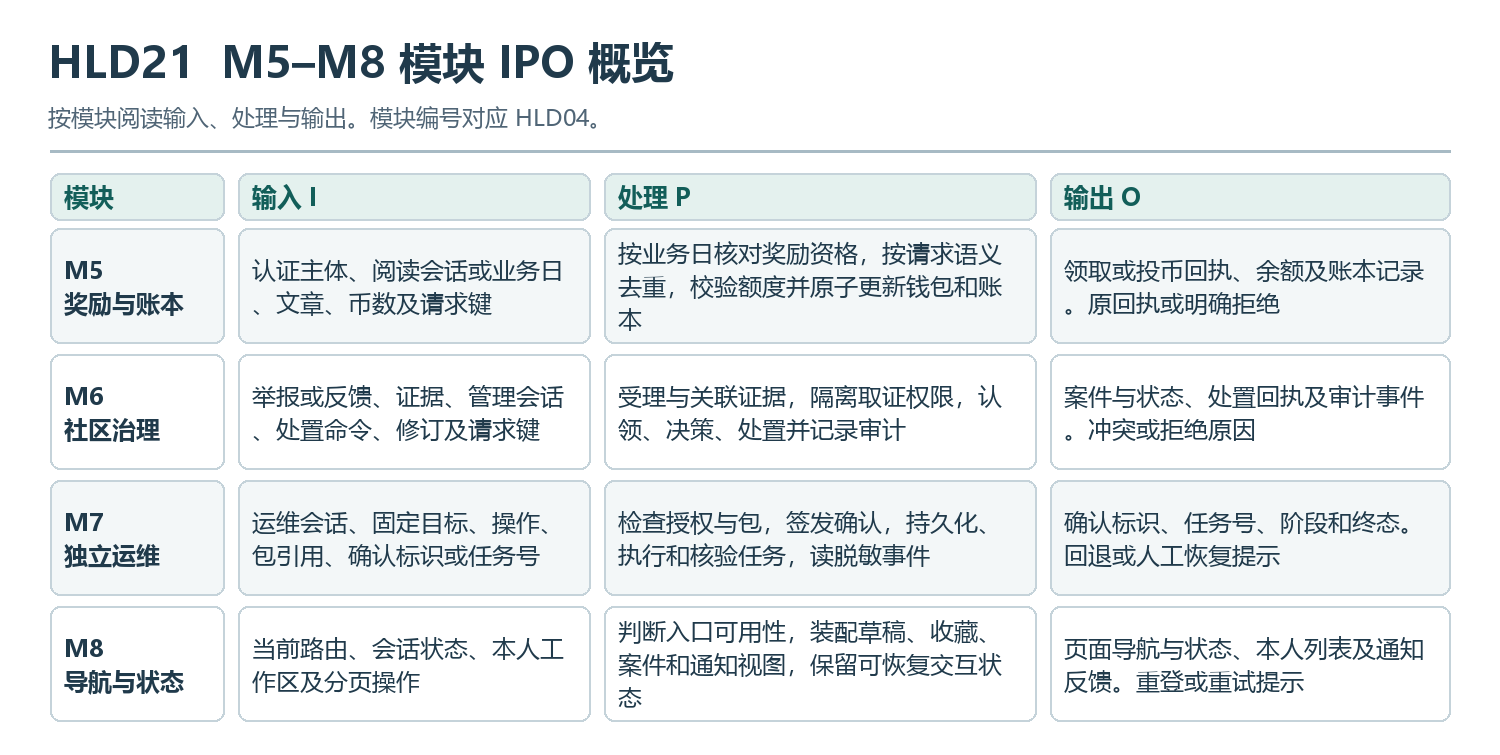 HLD21 M5–M8 模块 IPO 概览
按模块阅读输入、处理与输出。模块编号对应 HLD04。
模块
输入 I
处理 P
输出 O
M5
奖励与账本
认证主体、阅读会话或业务日
、文章、币数及请求键
按业务日核对奖励资格，按请求语义
去重，校验额度并原子更新钱包和账
本
领取或投币回执、余额及账本记录
。原回执或明确拒绝
M6
社区治理
举报或反馈、证据、管理会话
、处置命令、修订及请求键
受理与关联证据，隔离取证权限，认
领、决策、处置并记录审计
案件与状态、处置回执及审计事件
。冲突或拒绝原因
M7
独立运维
运维会话、固定目标、操作、
包引用、确认标识或任务号
检查授权与包，签发确认，持久化、
执行和核验任务，读脱敏事件
确认标识、任务号、阶段和终态。
回退或人工恢复提示
M8
导航与状态
当前路由、会话状态、本人工
作区及分页操作
判断入口可用性，装配草稿、收藏、
案件和通知视图，保留可恢复交互状
态
页面导航与状态、本人列表及通知
反馈。重登或重试提示